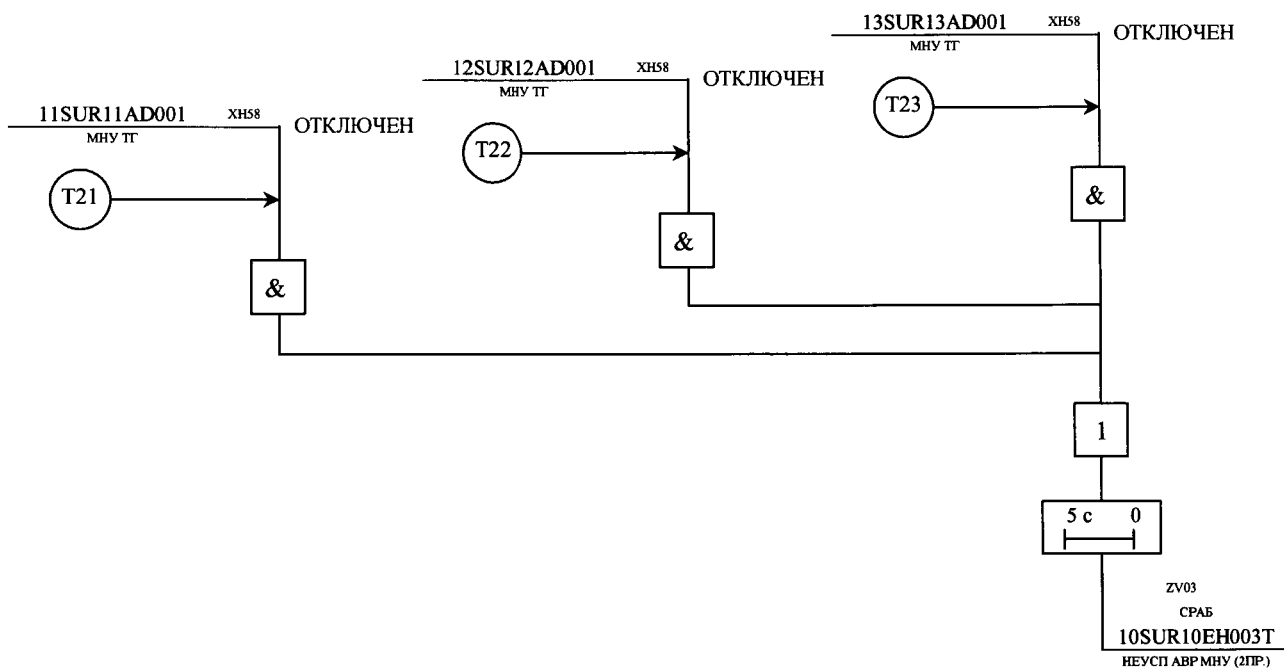 13SUR13AD001 XH58 ОТКЛЮЧЕН
МНУ ТГ
12SUR12AD001 XH58 ОТКЛЮЧЕН
МНУ ТГ
T23
11SUR11AD001 XH58 ОТКЛЮЧЕН
МНУ ТГ
T22
T21
&
&
&
1
5 с 0
ZV03
СРАБ
10SUR10EH003T
НЕУСП АВР МНУ (2ПР.)